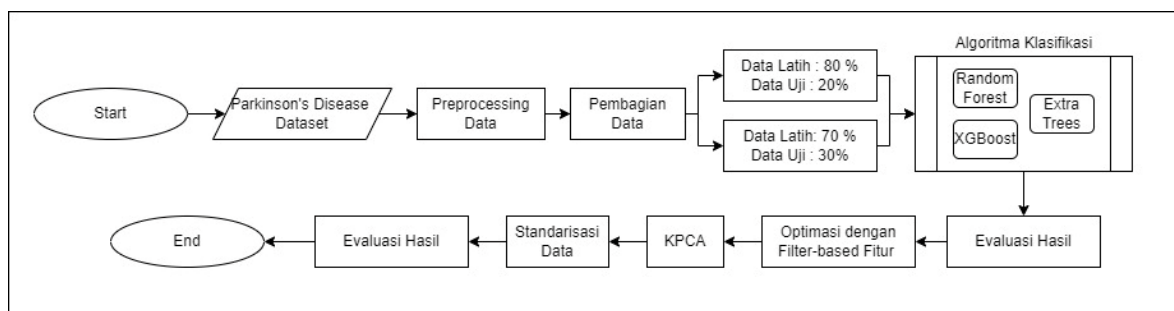 Start
Parkinson's Disease
Dataset
Preprocessing
Data
Pembagian
Data
Data Latih : 80 %
Data Uji : 20%
Data Latih: 70 %
Data Uji : 30%
Algoritma Klasifikasi
Random
Forest
Extra
Trees
XGBoost
End
Evaluasi Hasil
Standarisasi
Data
KPCA
Optimasi dengan
Filter-based Fitur
Evaluasi Hasil